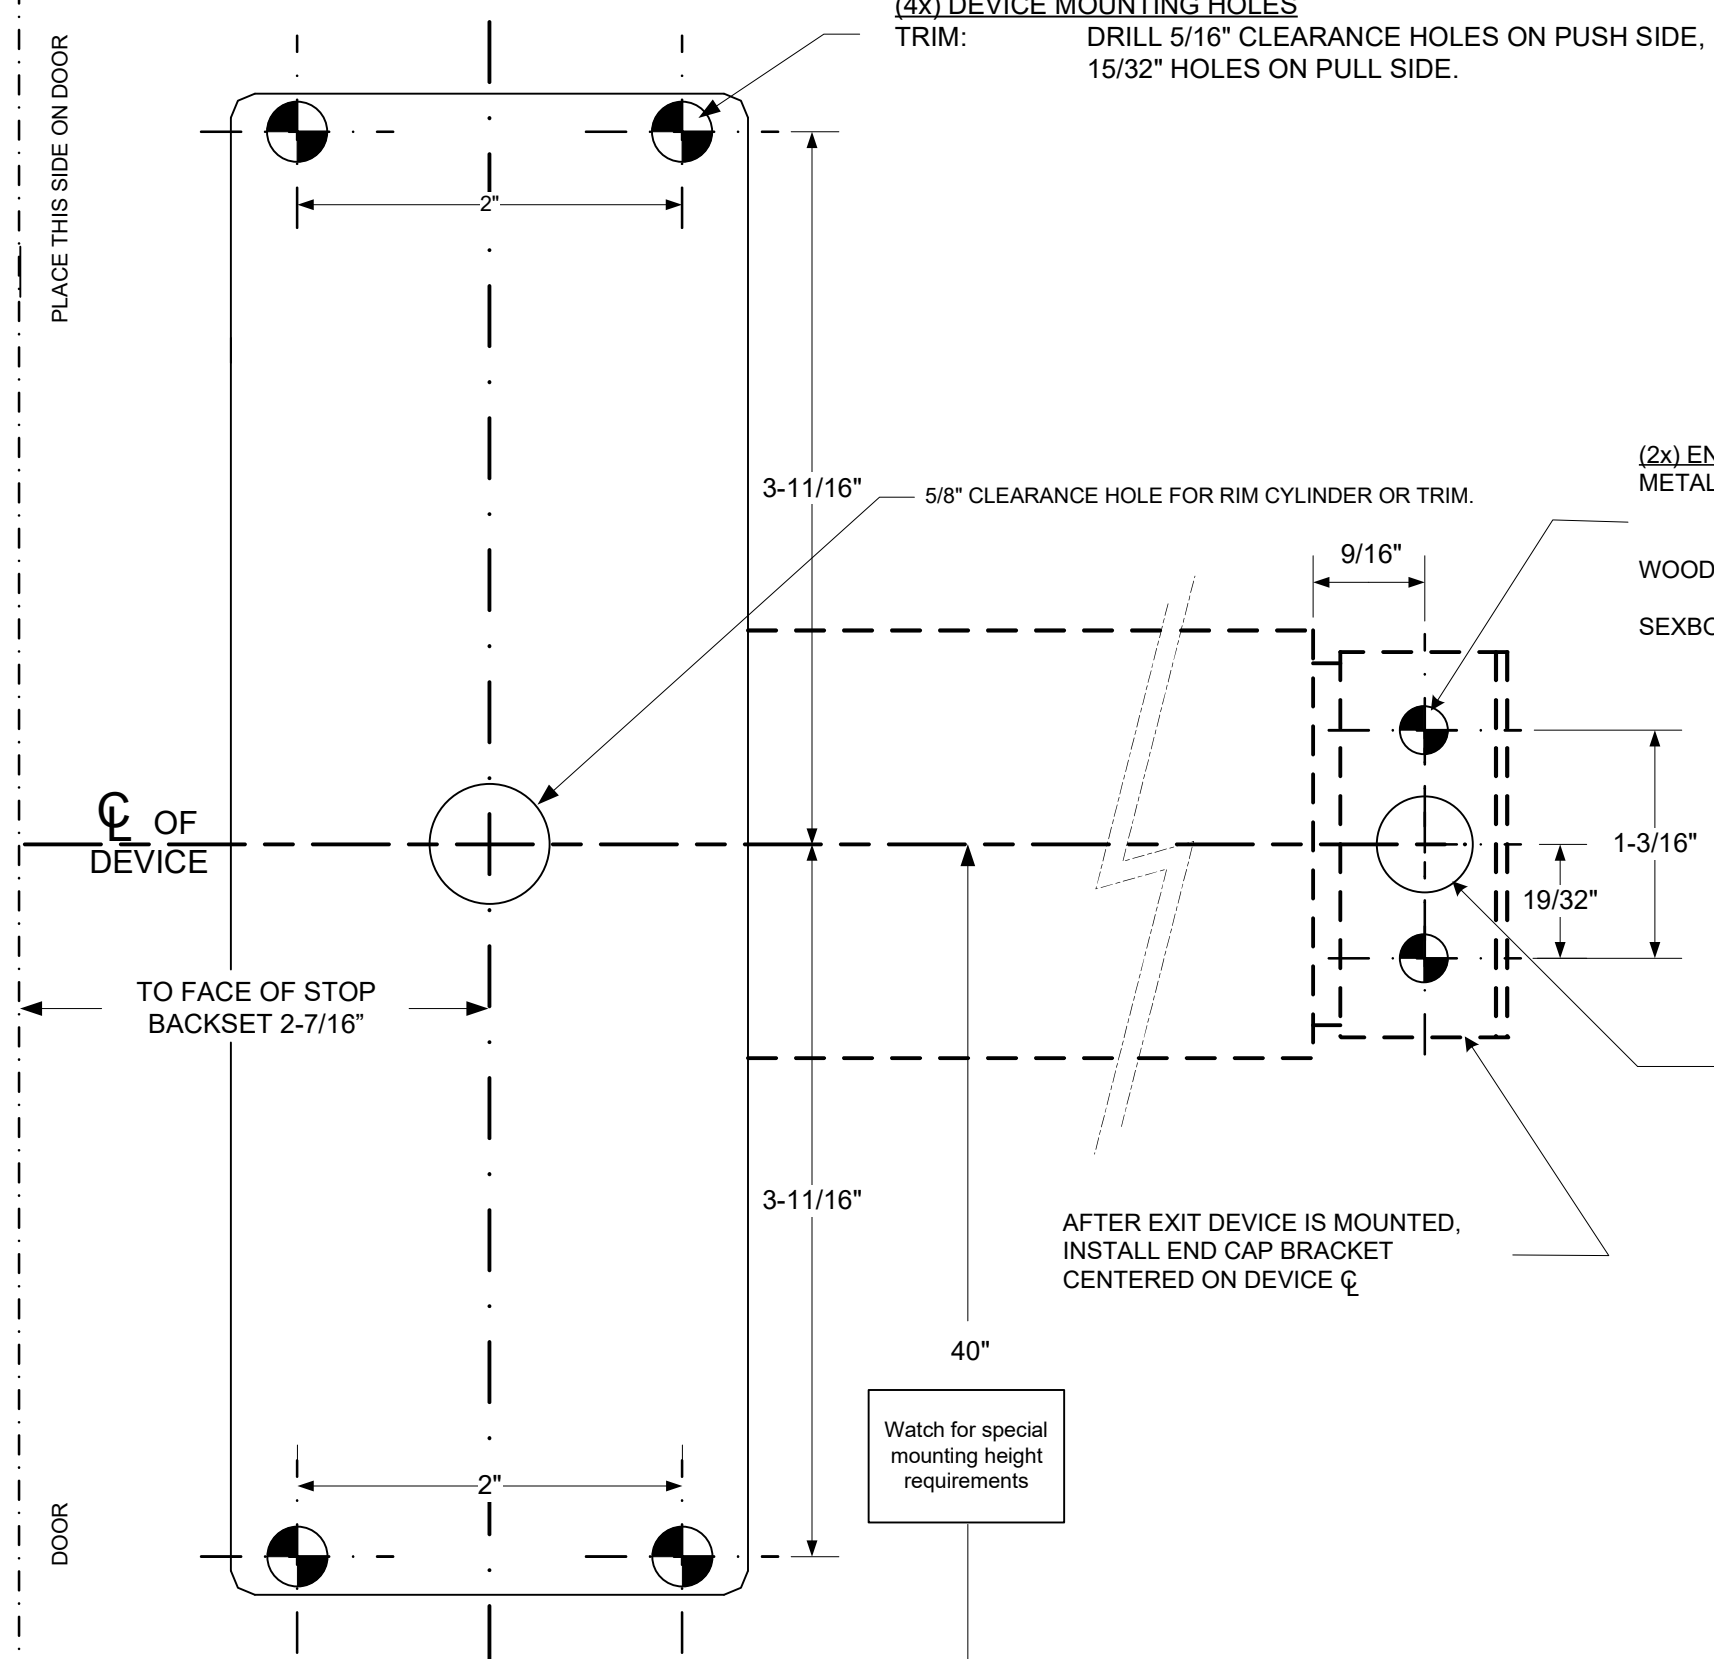 (4x) DEVICE MOUNTING HOLES
TRIM: DRILL 5/16" CLEARANCE HOLES ON PUSH SIDE,
15/32" HOLES ON PULL SIDE.
PLACE THIS SIDE ON DOOR
2"
3-11/16"
5/8" CLEARANCE HOLE FOR RIM CYLINDER OR TRIM.
(2x) EN
METAL
WOOD
SEXBO
9/16"
℄ OF
DEVICE
1-3/16"
19/32"
TO FACE OF STOP
BACKSET 2-7/16”
3-11/16"
AFTER EXIT DEVICE IS MOUNTED,
INSTALL END CAP BRACKET
CENTERED ON DEVICE ℄
40"
Watch for special
mounting height
requirements
2"
DOOR